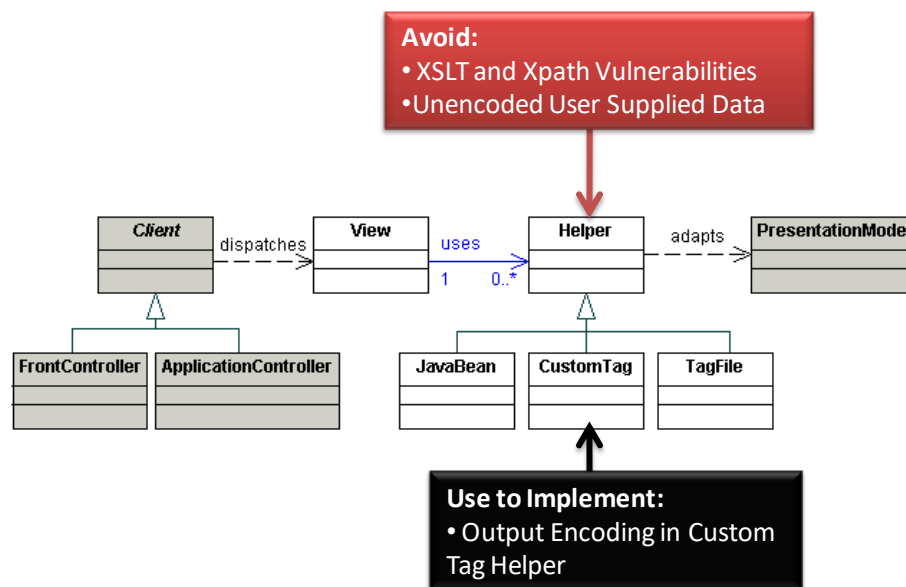 Avoid:
• XSLT and Xpath Vulnerabilities
•Unencoded User Supplied Data
Client
dispatches
View
uses
1
0..*
Helper
adapts
PresentationMode
FrontController
ApplicationController
JavaBean
CustomTag
TagFile
Use to Implement:
• Output Encoding in Custom
Tag Helper